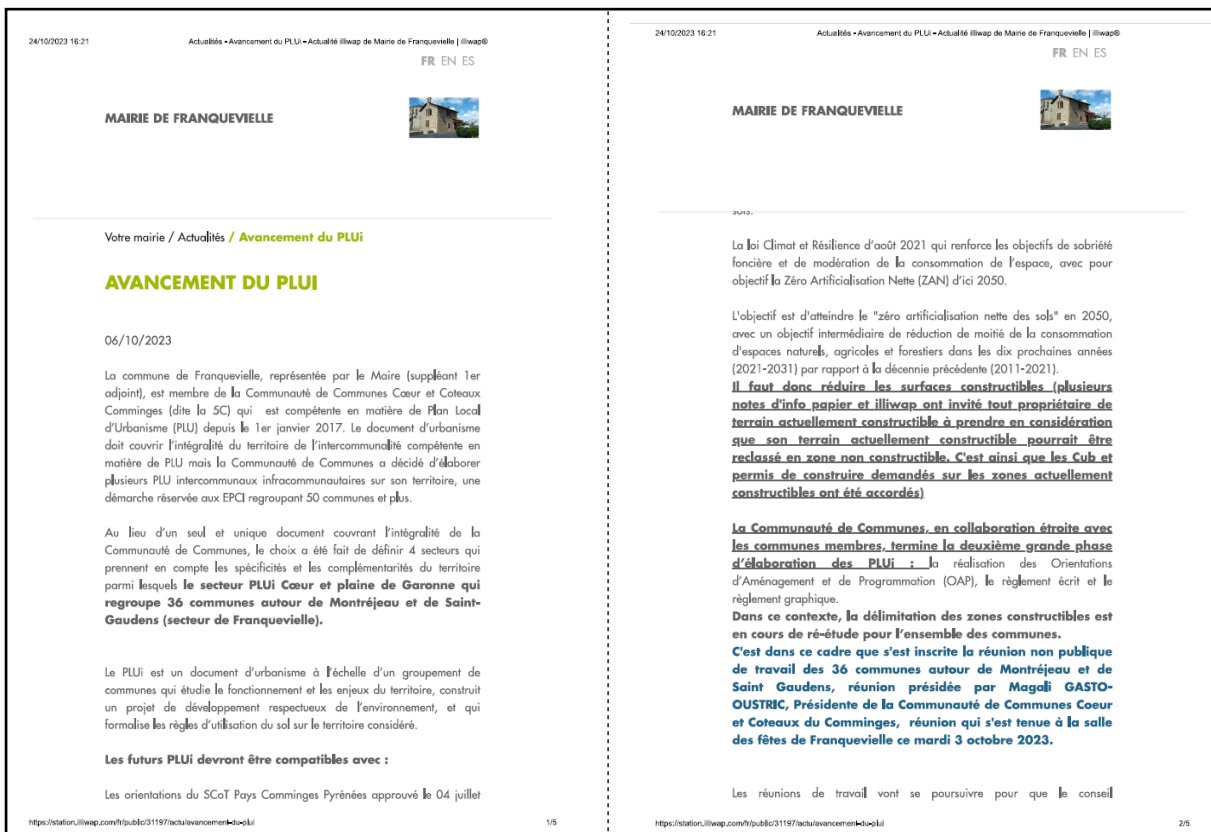 24/10/2023 16:21
Actualités - Avancement du PLUi - Actualité illiwap de Mairie de Franquevielle | illiwap®
FR EN ES
MAIRIE DE FRANQUEVIELLE
Votre mairie / Actualités / Avancement du PLUi
AVANCEMENT DU PLUI
06/10/2023
La commune de Franquevielle, représentée par le Maire (suppléant 1er
adjoint), est membre de la Communauté de Communes Cœur et Coteaux
Comminges (dite la 5C) qui est compétente en matière de Plan Local
d'Urbanisme (PLU) depuis le 1er janvier 2017. Le document d'urbanisme
doit couvrir l'intégralité du territoire de l'intercommunalité compétente en
matière de PLU mais la Communauté de Communes a décidé d'élaborer
plusieurs PLU intercommunaux infracommunautaires sur son territoire, une
démarche réservée aux EPCI regroupant 50 communes et plus.
Au lieu d'un seul et unique document couvrant l'intégralité de la
Communauté de Communes, le choix a été fait de définir 4 secteurs qui
prennent en compte les spécificités et les complémentarités du territoire
parmi lesquels le secteur PLUi Cœur et plaine de Garonne qui
regroupe 36 communes autour de Montréjeau et de Saint-
Gaudens (secteur de Franquevielle).
Le PLUi est un document d'urbanisme à l'échelle d'un groupement de
communes qui étudie le fonctionnement et les enjeux du territoire, construit
un projet de développement respectueux de l'environnement, et qui
formalise les règles d'utilisation du sol sur le territoire considéré.
Les futurs PLUi devront être compatibles avec :
Les orientations du SCoT Pays Comminges Pyrénées approuvé le 04 juillet
https://station.illiwap.com/fr/public/31197/actu/avancement-du-plui
1/5
24/10/2023 16:21
Actualités - Avancement du PLUi - Actualité illiwap de Mairie de Franquevielle | illiwap®
FR EN ES
MAIRIE DE FRANQUEVIELLE
sols.
La loi Climat et Résilience d'août 2021 qui renforce les objectifs de sobriété
foncière et de modération de la consommation de l'espace, avec pour
objectif la Zéro Artificialisation Nette (ZAN) d'ici 2050.
L'objectif est d'atteindre le "zéro artificialisation nette des sols" en 2050,
avec un objectif intermédiaire de réduction de moitié de la consommation
d'espaces naturels, agricoles et forestiers dans les dix prochaines années
(2021-2031) par rapport à la décennie précédente (2011-2021).
Il faut donc réduire les surfaces constructibles (plusieurs
notes d'info papier et illiwap ont invité tout propriétaire de
terrain actuellement constructible à prendre en considération
que son terrain actuellement constructible pourrait être
reclassé en zone non constructible. C'est ainsi que les Cub et
permis de construire demandés sur les zones actuellement
constructibles ont été accordés)
La Communauté de Communes, en collaboration étroite avec
les communes membres, termine la deuxième grande phase
d'élaboration des PLUi : la réalisation des Orientations
d'Aménagement et de Programmation (OAP), le règlement écrit et le
règlement graphique.
Dans ce contexte, la délimitation des zones constructibles est
en cours de ré-étude pour l'ensemble des communes.
C'est dans ce cadre que s'est inscrite la réunion non publique
de travail des 36 communes autour de Montréjeau et de
Saint Gaudens, réunion présidée par Magali GASTO-
OUSTRIC, Présidente de la Communauté de Communes Coeur
et Coteaux du Comminges, réunion qui s'est tenue à la salle
des fêtes de Franquevielle ce mardi 3 octobre 2023.
Les réunions de travail vont se poursuivre pour que le conseil
https://station.illiwap.com/fr/public/31197/actu/avancement-du-plui
2/5